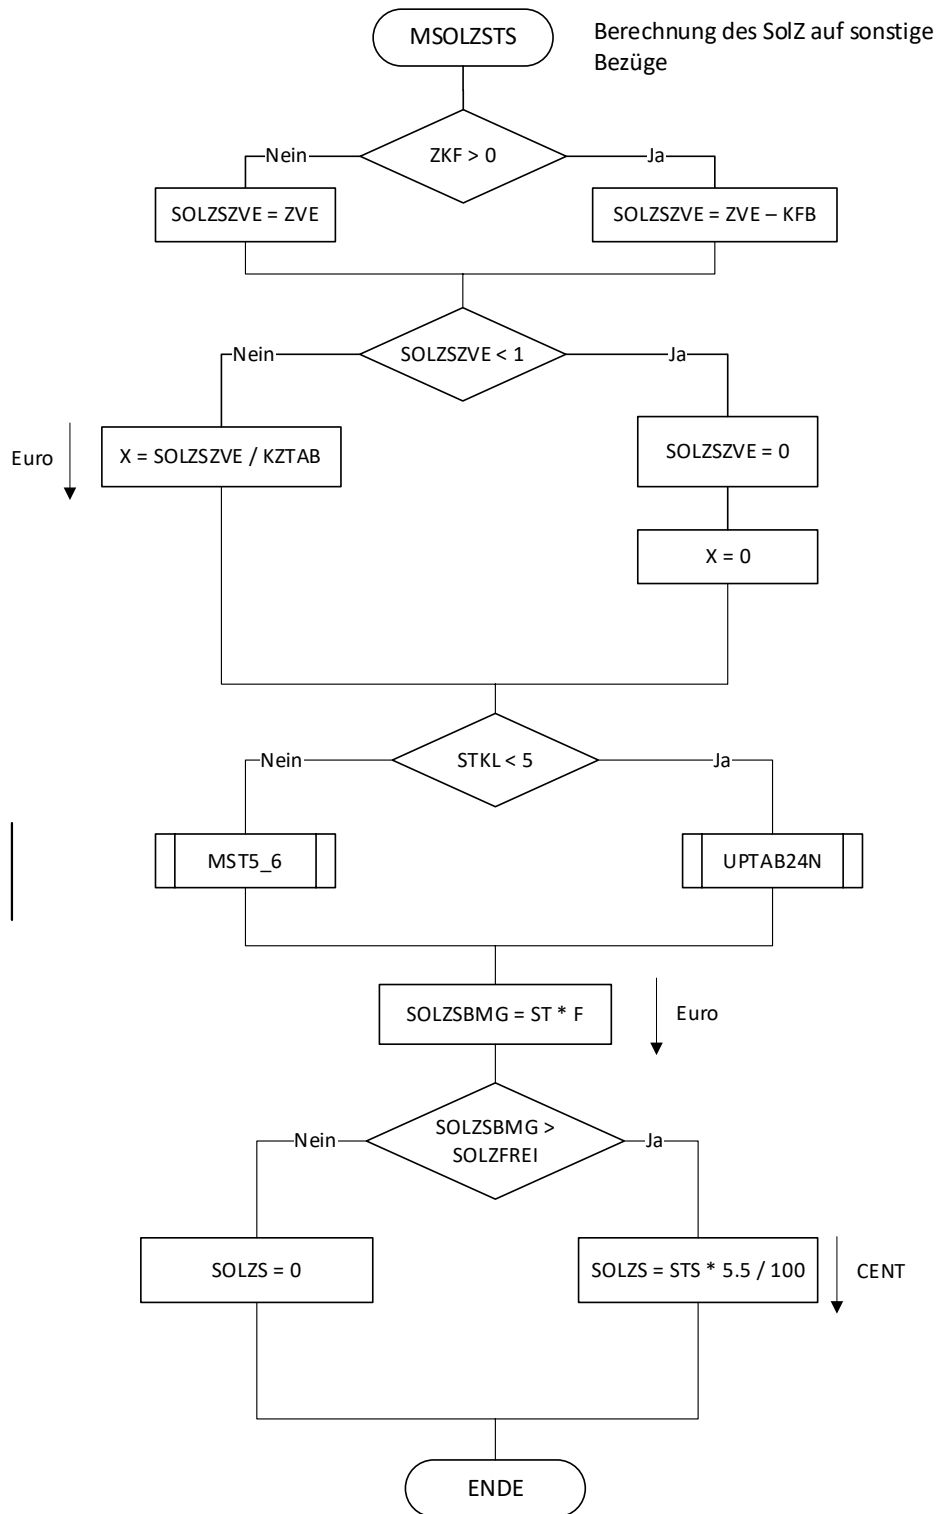 MSOLZSTS
Berechnung des SolZ auf sonstige
Bezüge
ZKF > 0
Nein
Ja
SOLZSZVE = ZVE
SOLZSZVE = ZVE – KFB
SOLZSZVE < 1
Nein
Ja
Euro
X = SOLZSZVE / KZTAB
SOLZSZVE = 0
X = 0
STKL < 5
Nein
Ja
MST5_6
UPTAB24N
SOLZSBMG = ST * F
Euro
SOLZSBMG >
SOLZFREI
Nein
Ja
SOLZS = 0
SOLZS = STS * 5.5 / 100
CENT
ENDE